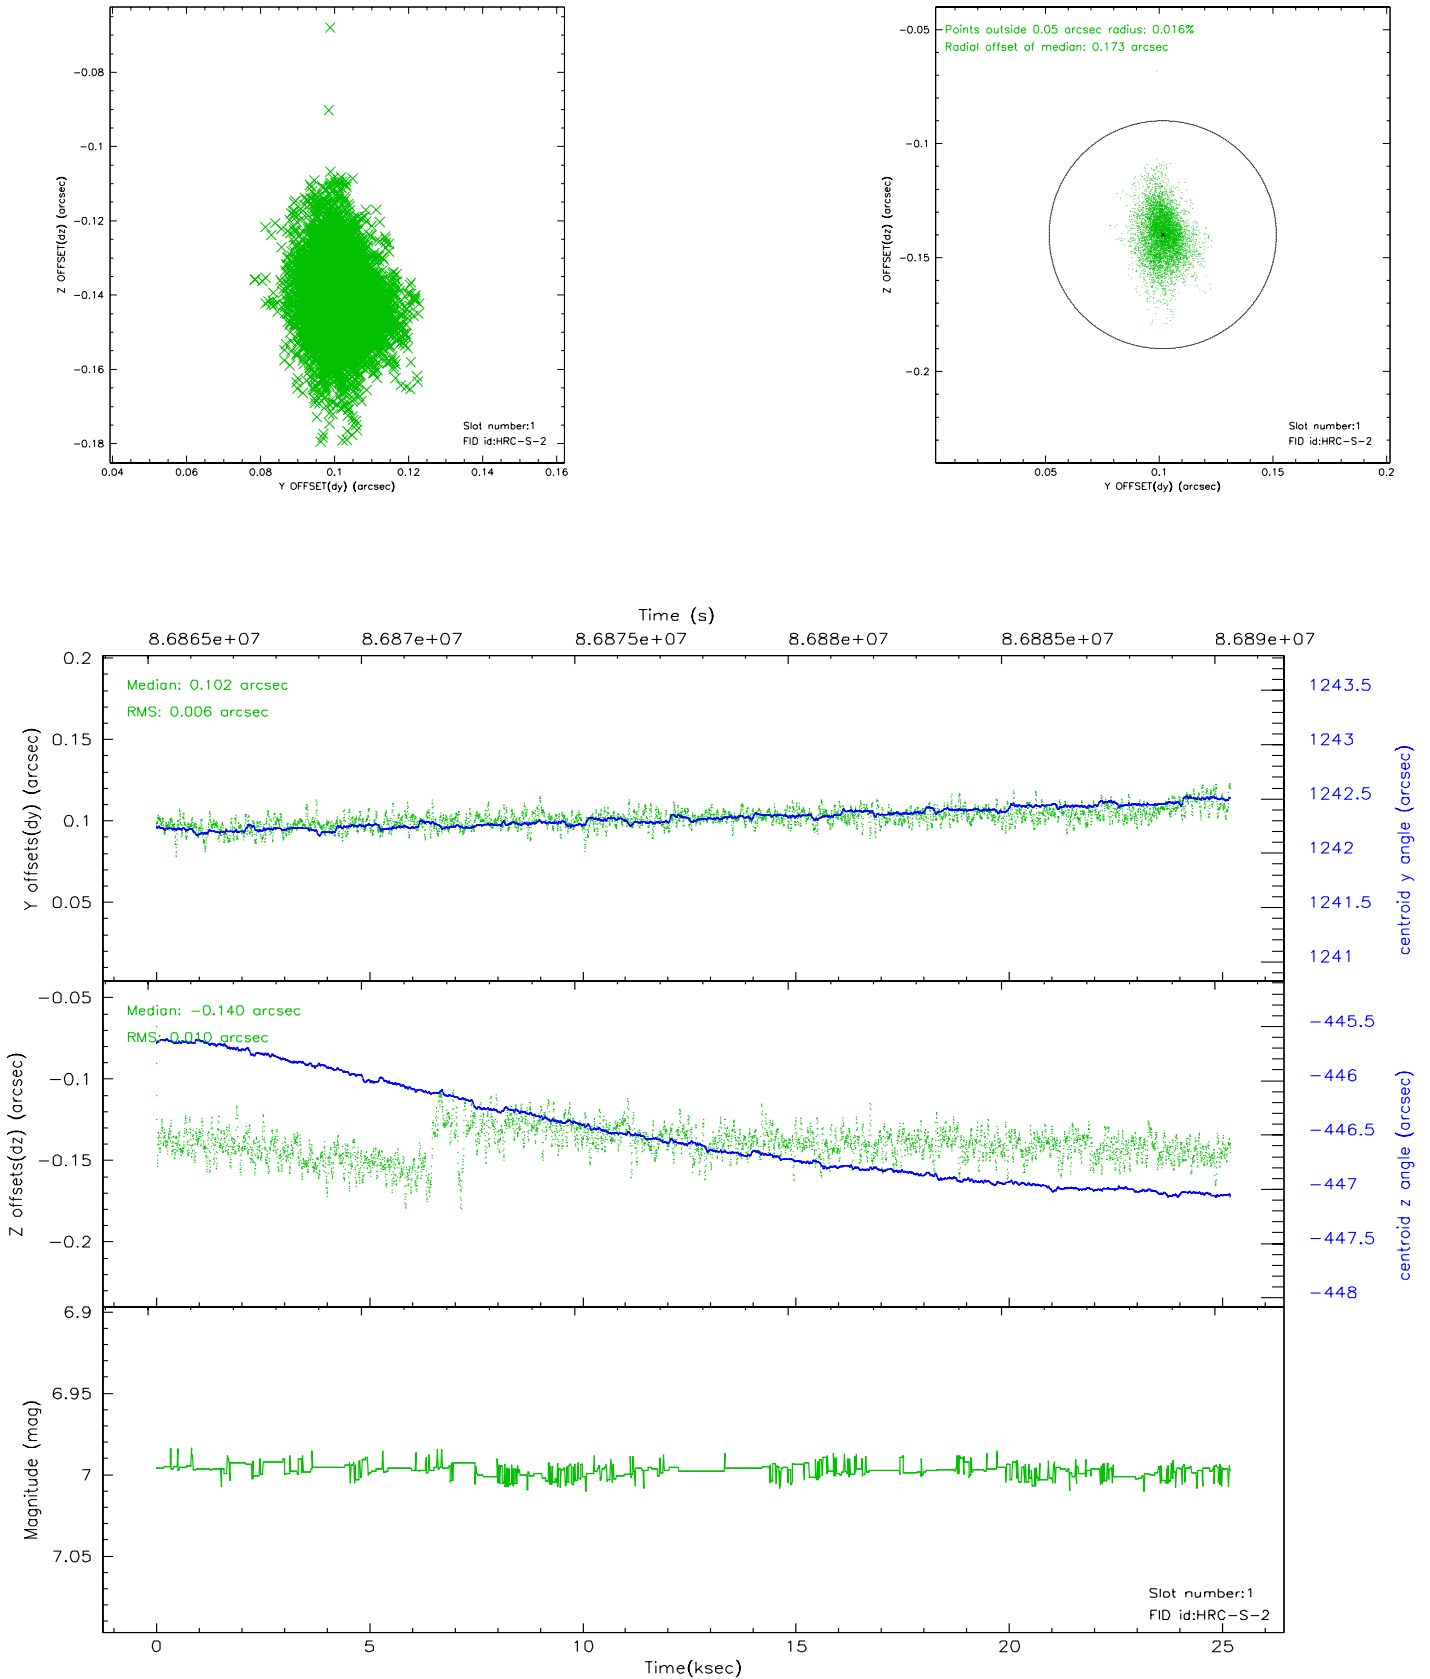 -0.08
-0.1
-0.12
-0.14
-0.16
-0.18
Z OFFSET(dz) (arcsec)
Slot number:1
FID id:HRC-S-2
0.04 0.06 0.08 0.1 0.12 0.14 0.16
Y OFFSET(dy) (arcsec)
Points outside 0.05 arcsec radius: 0.016%
Radial offset of median: 0.173 arcsec
-0.05
-0.1
-0.15
-0.2
Z OFFSET(dz) (arcsec)
Slot number:1
FID id:HRC-S-2
0.05 0.1 0.15 0.2
Y OFFSET(dy) (arcsec)
Time (s)
8.6865e+07 8.687e+07 8.6875e+07 8.688e+07 8.6885e+07 8.689e+07
Median: 0.102 arcsec
RMS: 0.006 arcsec
0.2
0.15
0.1
0.05
Y offsets(dy) (arcsec)
1243.5
1243
1242.5
1242
1241.5
1241
centroid y angle (arcsec)
Median: -0.140 arcsec
RMS: 0.010 arcsec
-0.05
-0.1
-0.15
-0.2
Z offsets(dz) (arcsec)
-445.5
-446
-446.5
-447
-447.5
-448
centroid z angle (arcsec)
6.9
6.95
7
7.05
Magnitude (mag)
Slot number:1
FID id:HRC-S-2
0 5 10 15 20 25
Time(ksec)